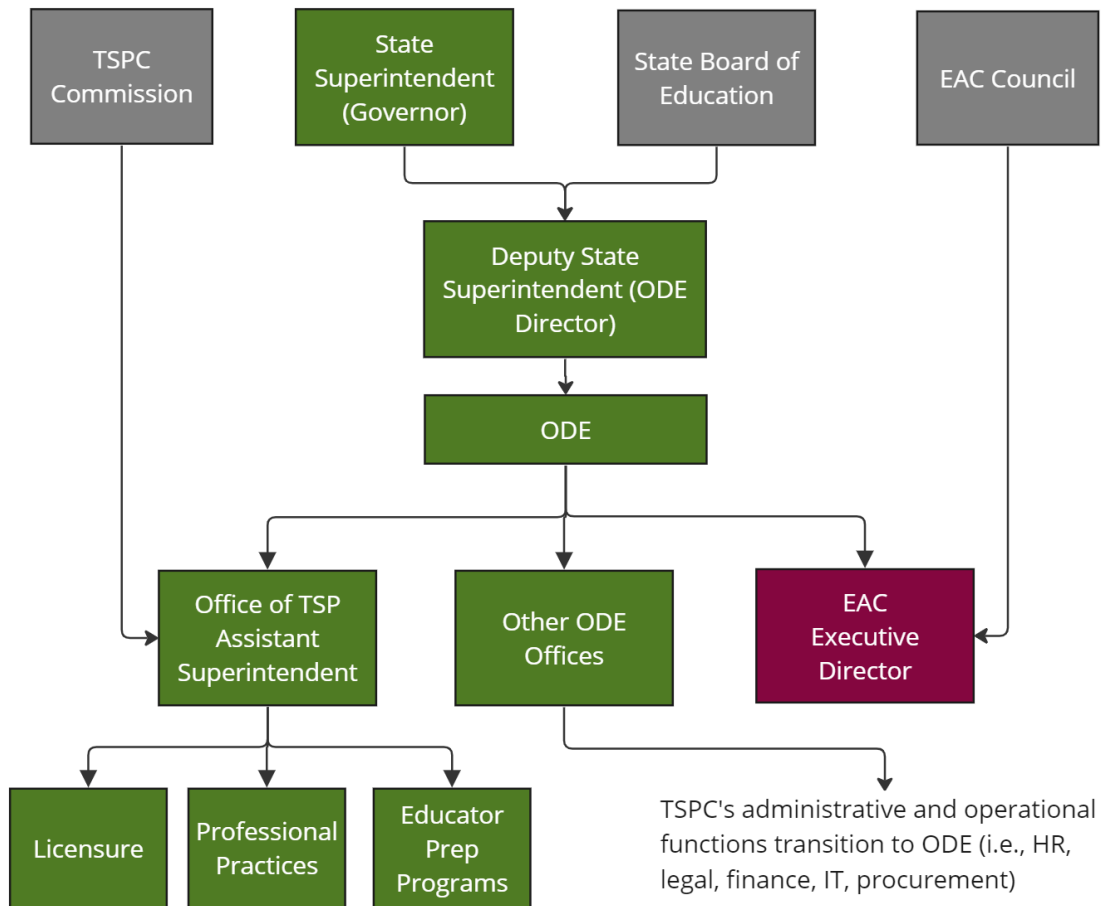 TSPC
Commission
State
Superintendent
(Governor)
State Board of
Education
EAC Council
Deputy State
Superintendent (ODE
Director)
ODE
Office of TSP
Assistant
Superintendent
Other ODE
Offices
EAC
Executive
Director
Licensure
Professional
Practices
Educator
Prep
Programs
TSPC's administrative and operational
functions transition to ODE (i.e., HR,
legal, finance, IT, procurement)